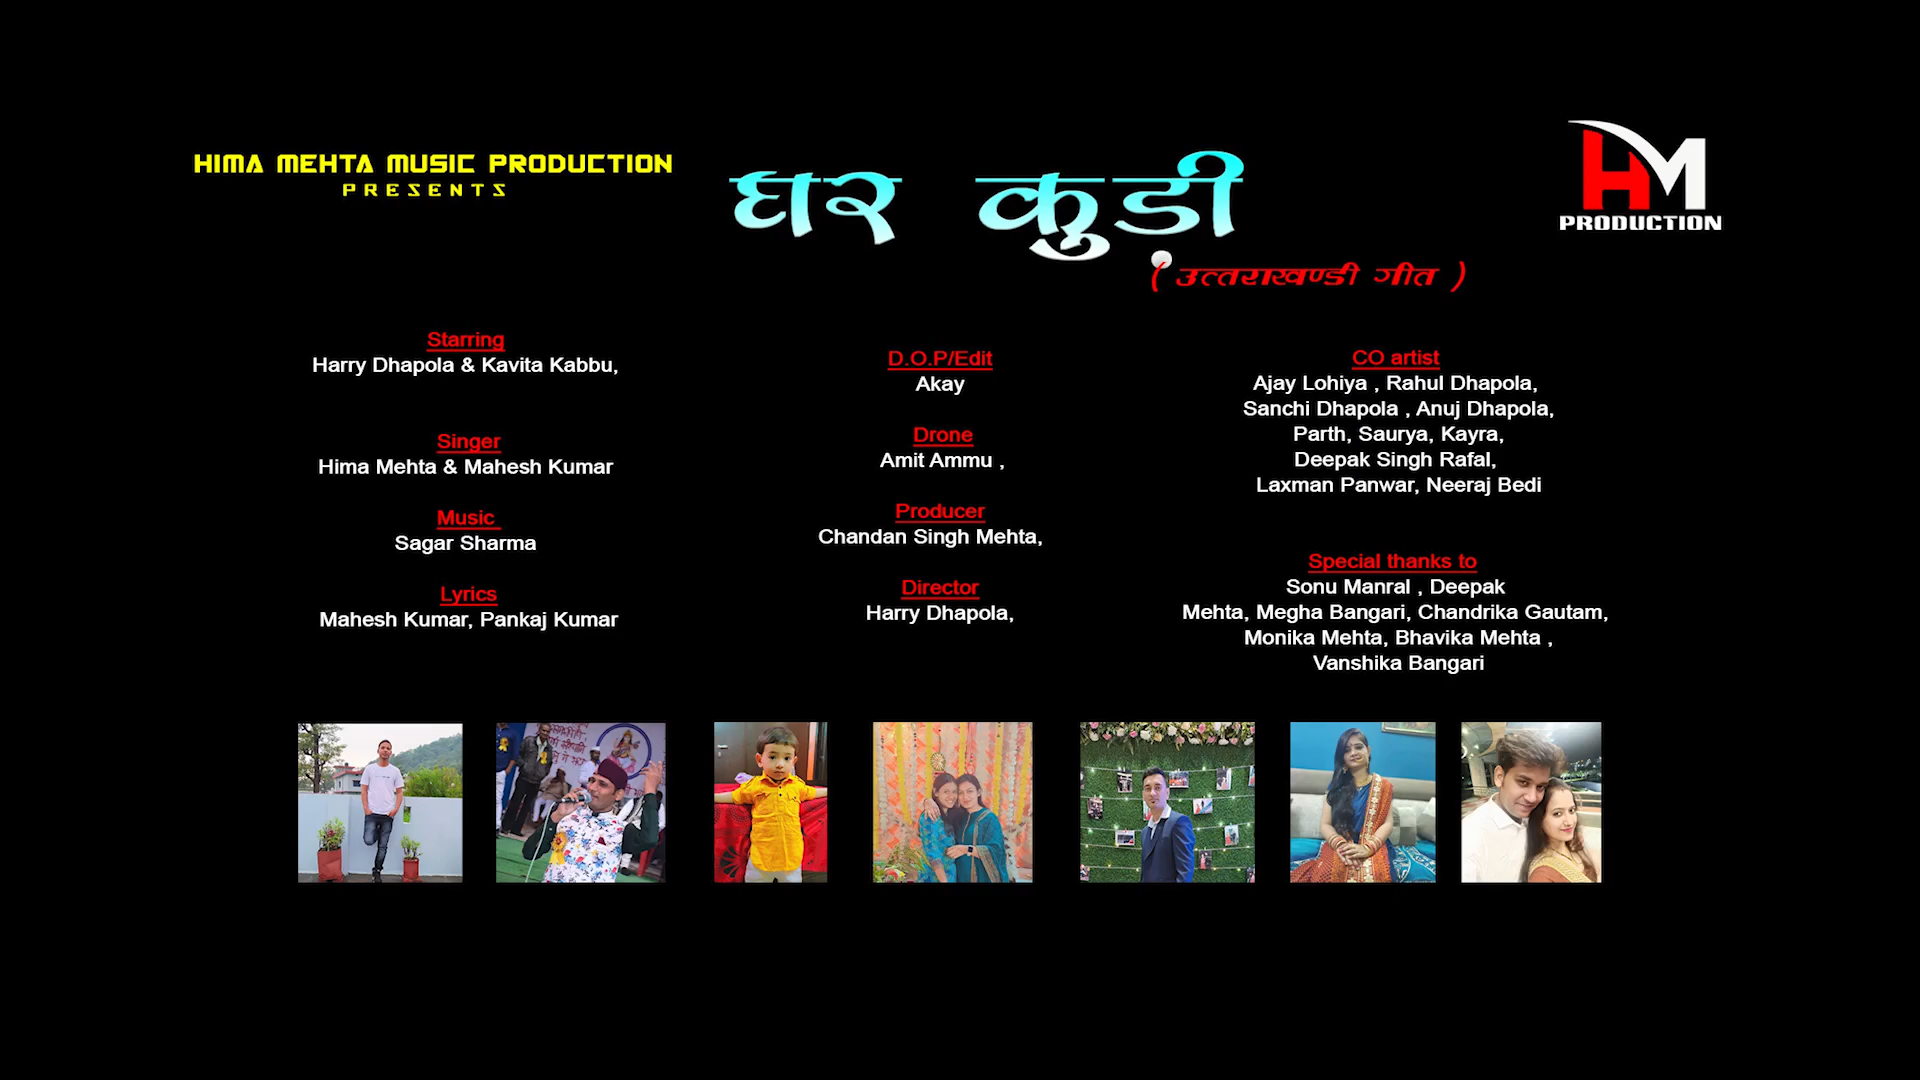 HIMA MEHTA MUSIC PRODUCTION
PRESENTS
घर कुड़ी
( उत्तराखण्डी गीत )
HM
PRODUCTION
Starring
Harry Dhapola & Kavita Kabbu,
Singer
Hima Mehta & Mahesh Kumar
Music
Sagar Sharma
Lyrics
Mahesh Kumar, Pankaj Kumar
D.O.P/Edit
Akay
Drone
Amit Ammu ,
Producer
Chandan Singh Mehta,
Director
Harry Dhapola,
CO artist
Ajay Lohiya , Rahul Dhapola,
Sanchi Dhapola , Anuj Dhapola,
Parth, Saurya, Kayra,
Deepak Singh Rafal,
Laxman Panwar, Neeraj Bedi
Special thanks to
Sonu Manral , Deepak
Mehta, Megha Bangari, Chandrika Gautam,
Monika Mehta, Bhavika Mehta ,
Vanshika Bangari